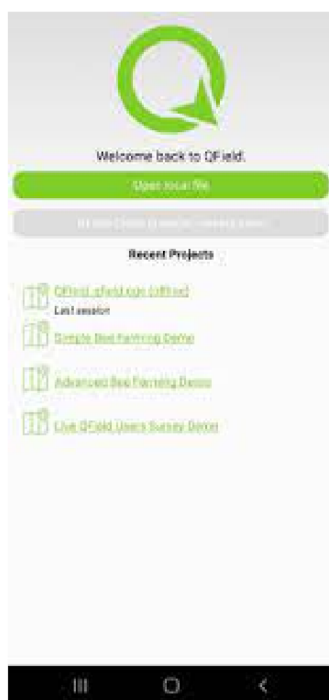 Welcome back to QField.
Open local file
Recent Projects
(offline)
Last session
Simple Bee Farming Demo
Advanced Bee Farming Demo
Live QField Users Survey Demo